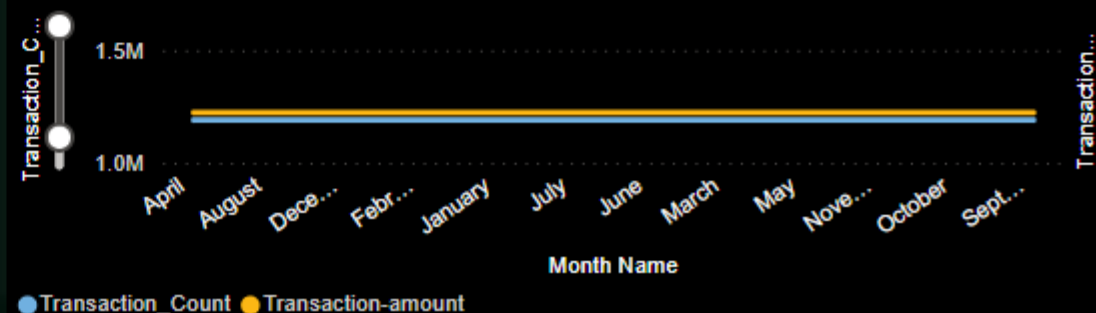 Transaction_C...
1.5M
1.0M
Transaction...
April
August
Dece...
Febr...
January
July
June
March
May
Nove...
October
Sept...
Month Name
Transaction_Count
Transaction-amount